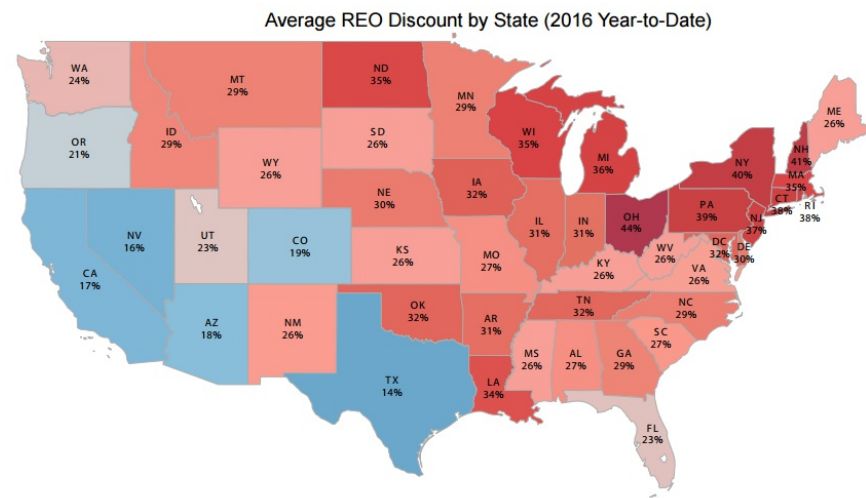 Average REO Discount by State (2016 Year-to-Date)
WA
24%
OR
21%
CA
17%
NV
16%
ID
29%
MT
29%
WY
26%
UT
23%
CO
19%
AZ
18%
NM
26%
ND
35%
SD
26%
NE
30%
KS
26%
OK
32%
TX
14%
MN
29%
IA
32%
MO
27%
AR
31%
LA
34%
WI
35%
IL
31%
MI
36%
IN
31%
OH
44%
KY
26%
TN
32%
MS
26%
AL
27%
GA
29%
FL
23%
SC
27%
NC
29%
VA
26%
WV
26%
DC
32%
DE
30%
PA
39%
NJ
37%
NY
40%
CT
38%
RI
38%
MA
35%
NH
41%
ME
26%